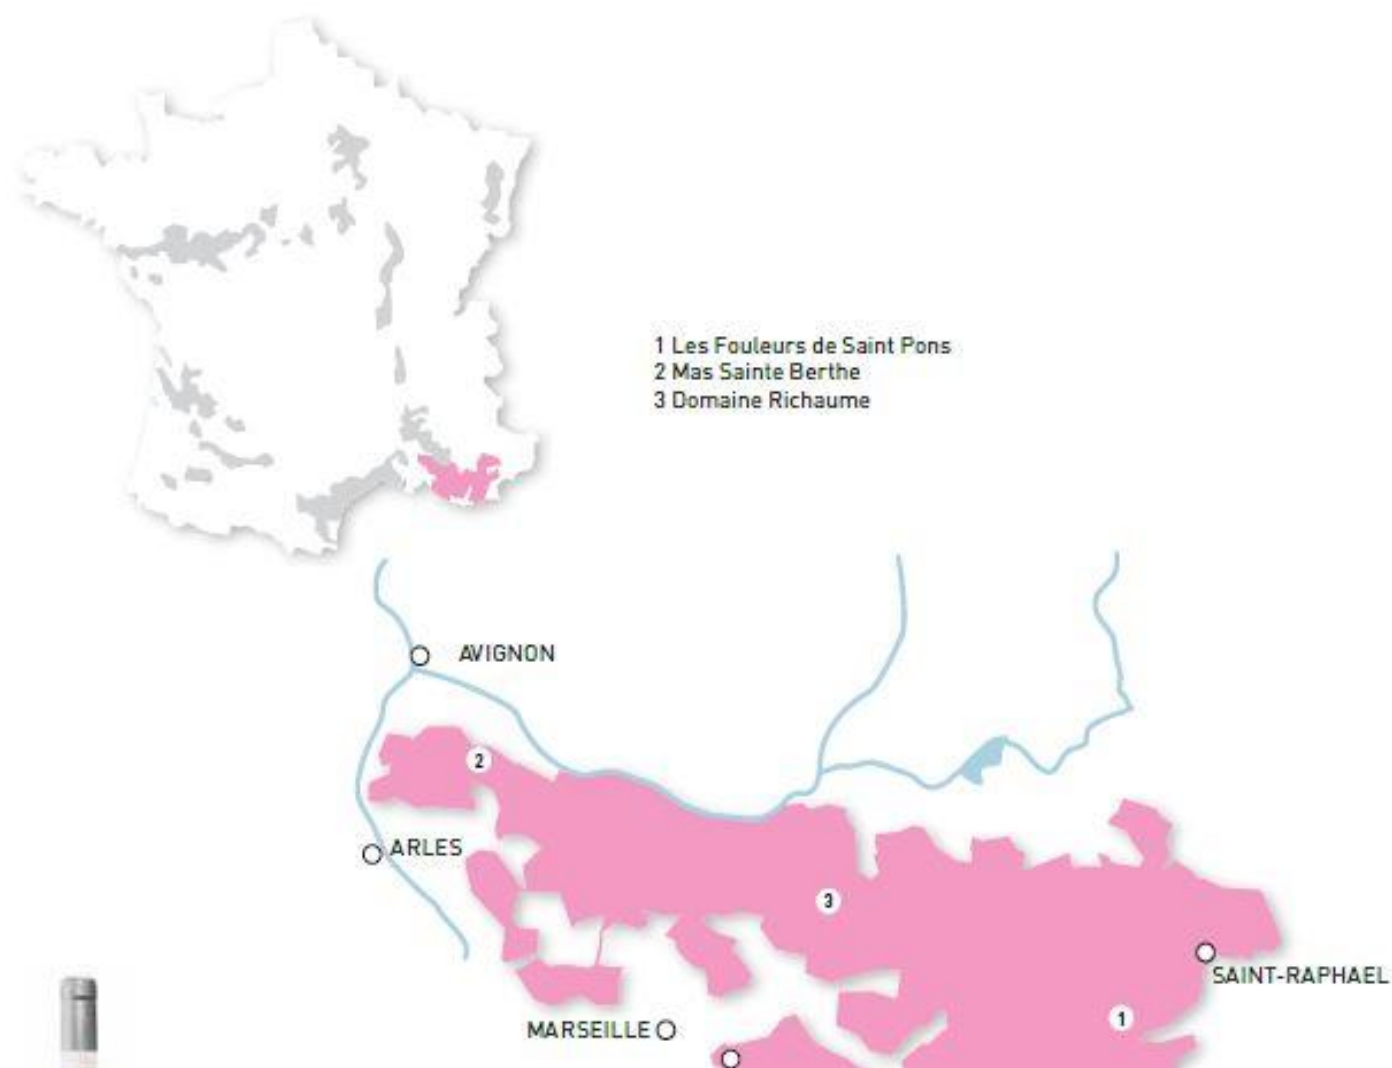 1 Les Fouleurs de Saint Pons
2 Mas Sainte Berthe
3 Domaine Richaume
AVIGNON
2
ARLES
3
SAINT-RAPHAEL
1
MARSEILLE